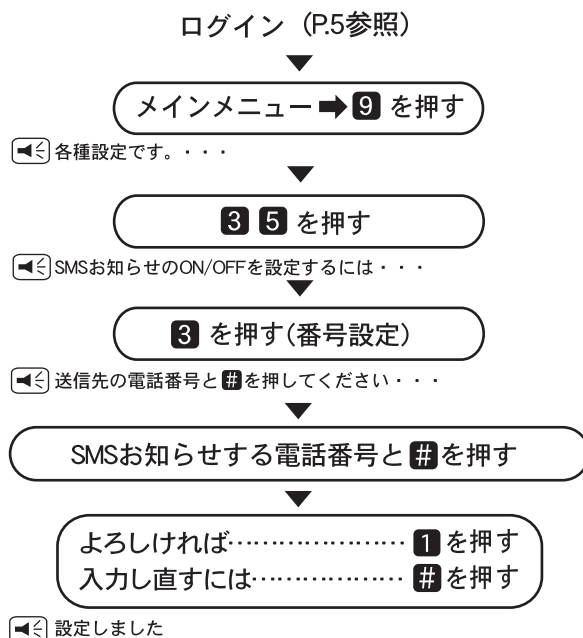 ログイン（P.5参照）
メインメニュー➡9 を押す
各種設定です。・・・
3 5 を押す
SMSお知らせのON/OFFを設定するには・・・
3 を押す(番号設定)
送信先の電話番号と#を押してください・・・
SMSお知らせする電話番号と#を押す
よろしければ……………………… 1を押す
入力し直すには………………… #を押す
設定しました